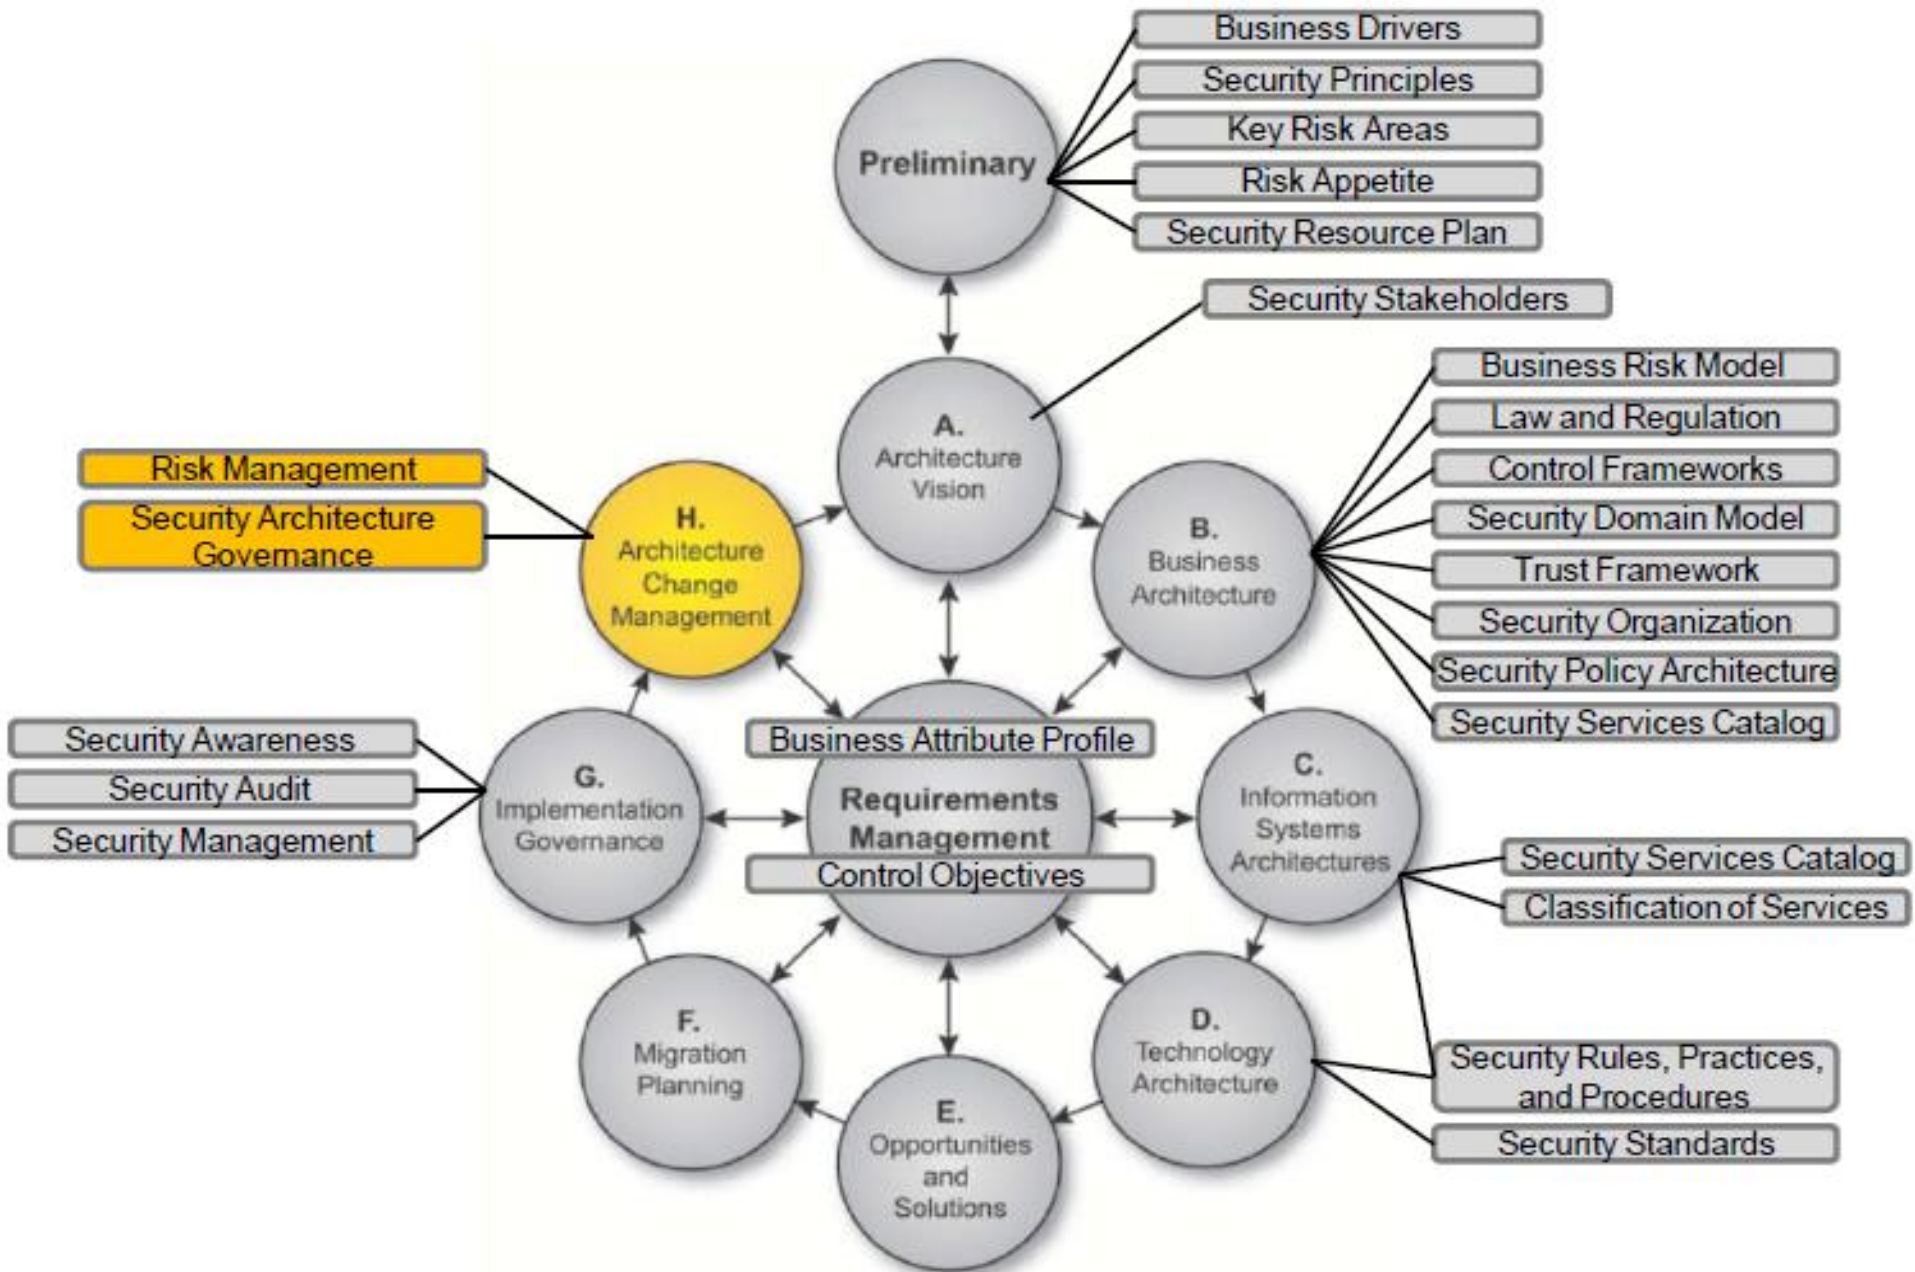 Business Drivers
Security Principles
Key Risk Areas
Risk Appetite
Security Resource Plan
Preliminary
Security Stakeholders
A.
Architecture
Vision
Business Risk Model
Law and Regulation
Control Frameworks
Security Domain Model
Trust Framework
Security Organization
Security Policy Architecture
Security Services Catalog
B.
Business
Architecture
Risk Management
Security Architecture
Governance
H.
Architecture
Change
Management
Security Awareness
Security Audit
Security Management
G.
Implementation
Governance
Business Attribute Profile
Requirements
Management
Control Objectives
C.
Information
Systems
Architectures
Security Services Catalog
Classification of Services
F.
Migration
Planning
E.
Opportunities
and
Solutions
D.
Technology
Architecture
Security Rules, Practices,
and Procedures
Security Standards